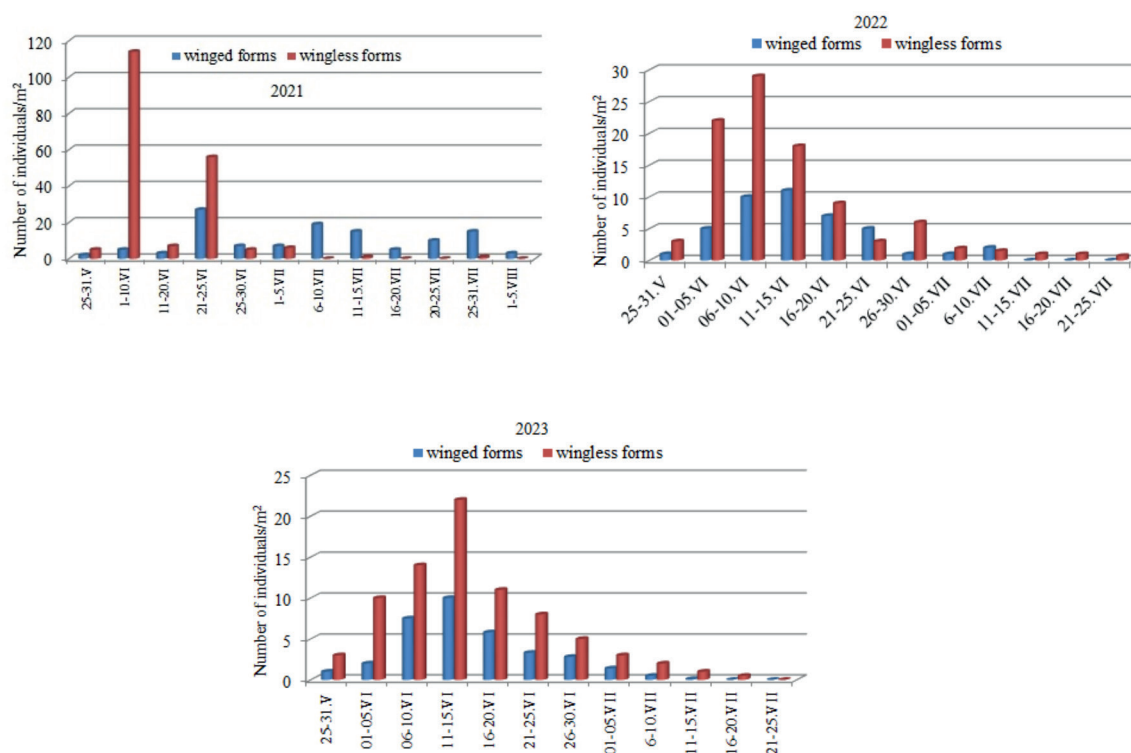 120
100
80
60
40
20
0
Number of individuals/m²
winged forms wingless forms
2021
25-31.V
1-10.VI
11-20.VI
21-25.VI
25-30.VI
1-5.VII
6-10.VII
11-15.VII
16-20.VII
20-25.VII
25-31.VII
1-5.VIII
2022
winged forms wingless forms
30
25
20
15
10
5
0
Nimber of individuals/m²
25-31.V
01-05.VI
06-10.VI
11-15.VI
16-20.VI
21-25.VI
26-30.VI
01-05.VII
6-10.VII
11-15.VII
16-20.VII
21-25.VII
2023
winged forms wingless forms
25
20
15
10
5
0
Number of individuals/m²
25-31.V
01-05.VI
06-10.VI
11-15.VI
16-20.VI
21-25.VI
26-30.VI
01-05.VII
6-10.VII
11-15.VII
16-20.VII
21-25.VII